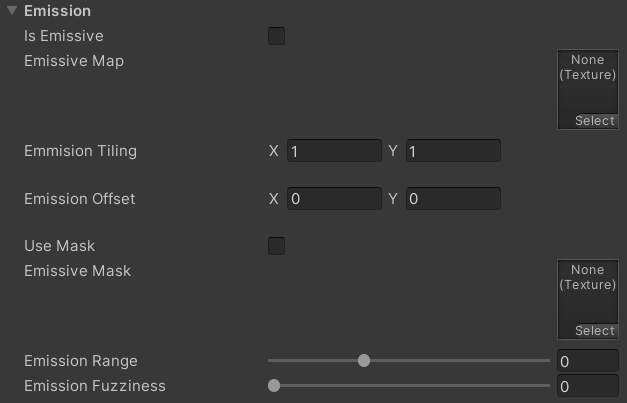 Emission
Is Emissive
Emissive Map
None
(Texture)
Select
Emmision Tiling X 1 Y 1
Emission Offset X 0 Y 0
Use Mask
Emissive Mask
None
(Texture)
Select
Emission Range 0
Emission Fuzziness 0